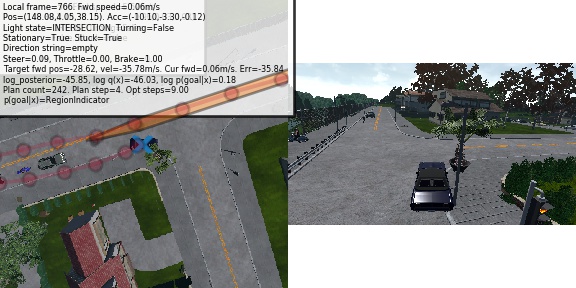 Local frame=766. Fwd speed=0.06m/s
Pos=(148.08,4.05,38.15). Acc=(-10.10,-3.30,-0.12)
Light state=INTERSECTION. Turning=False
Stationary=True. Stuck=True
Direction string=empty
Steer=0.09, Throttle=0.00, Brake=1.00
Target fwd pos=-28.62, vel=-35.78m/s. Cur fwd=0.06m/s. Err=-35.84
log_posterior=-45.85, log q(x)=-46.03, log p(goal|x)=0.18
Plan count=242. Plan step=4. Opt steps=9.00
p(goal|x)=RegionIndicator